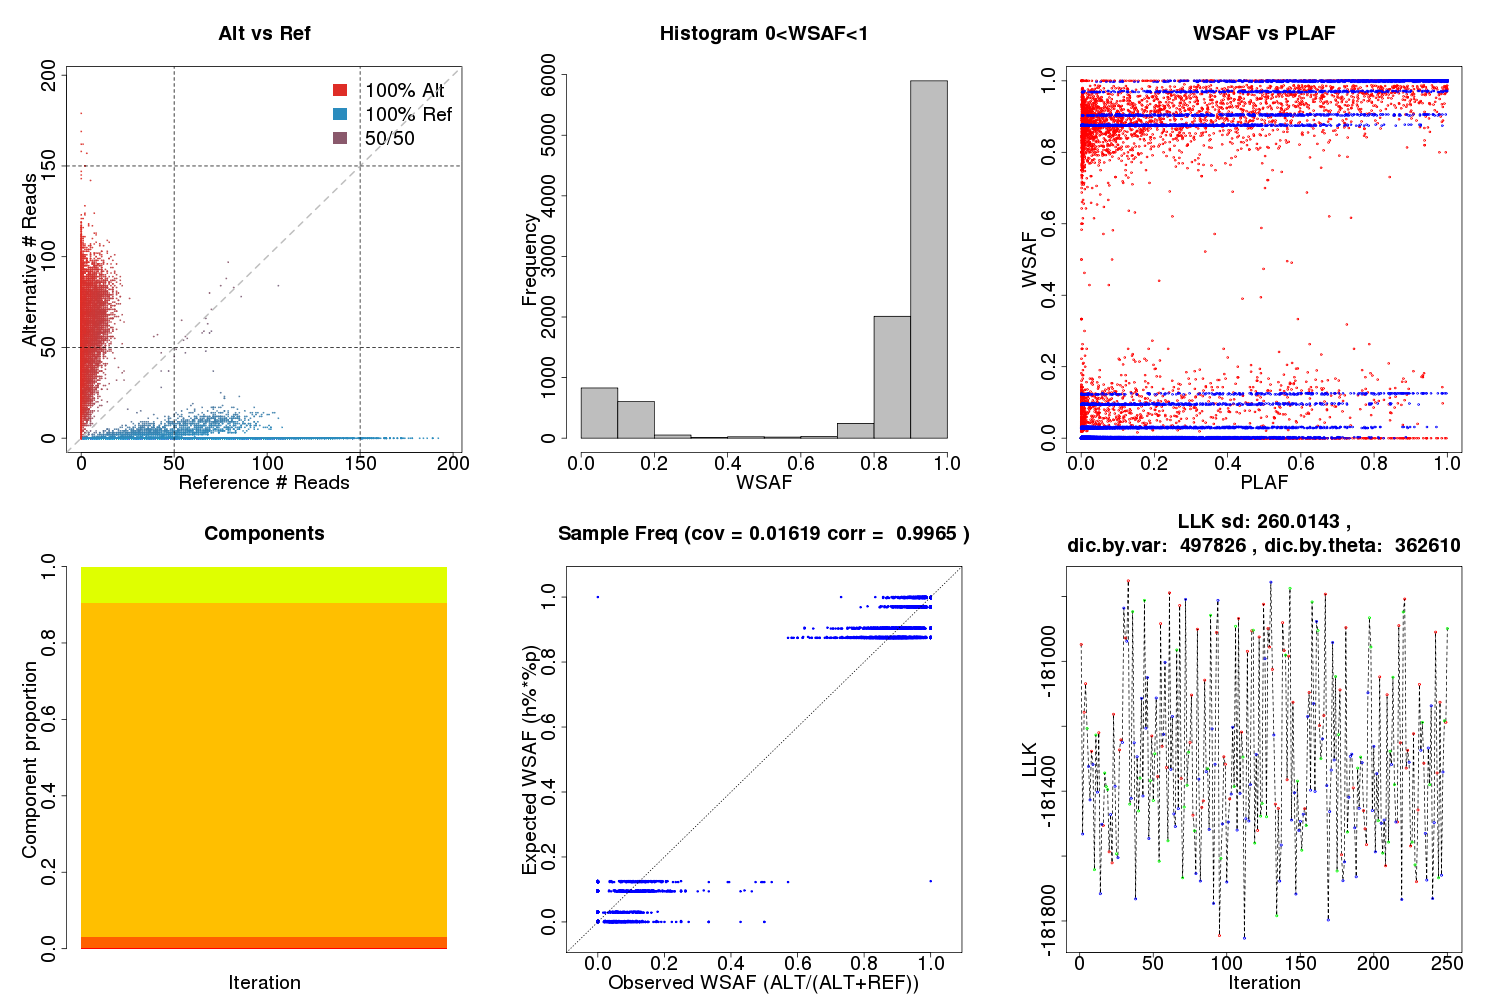 Alt vs Ref
200
150
100
50
0
Alternative # Reads
100% Alt
100% Ref
50/50
0 50 100 150 200
Reference # Reads
Histogram 0<WSAF<1
6000
5000
4000
3000
2000
1000
0
Frequency
0.0 0.2 0.4 0.6 0.8 1.0
WSAF
WSAF vs PLAF
1.0
0.8
0.6
0.4
0.2
0.0
WSAF
0.0 0.2 0.4 0.6 0.8 1.0
PLAF
Components
1.0
0.8
0.6
0.4
0.2
0.0
Component proportion
Iteration
Sample Freq (cov = 0.01619 corr = 0.9965 )
1.0
0.8
0.6
0.4
0.2
0.0
Expected WSAF (h%*%p)
0.0 0.2 0.4 0.6 0.8 1.0
Observed WSAF (ALT/(ALT+REF))
LLK sd: 260.0143 ,
dic.by.var: 497826 , dic.by.theta: 362610
-181000
-181400
-181800
LLK
0 50 100 150 200 250
Iteration